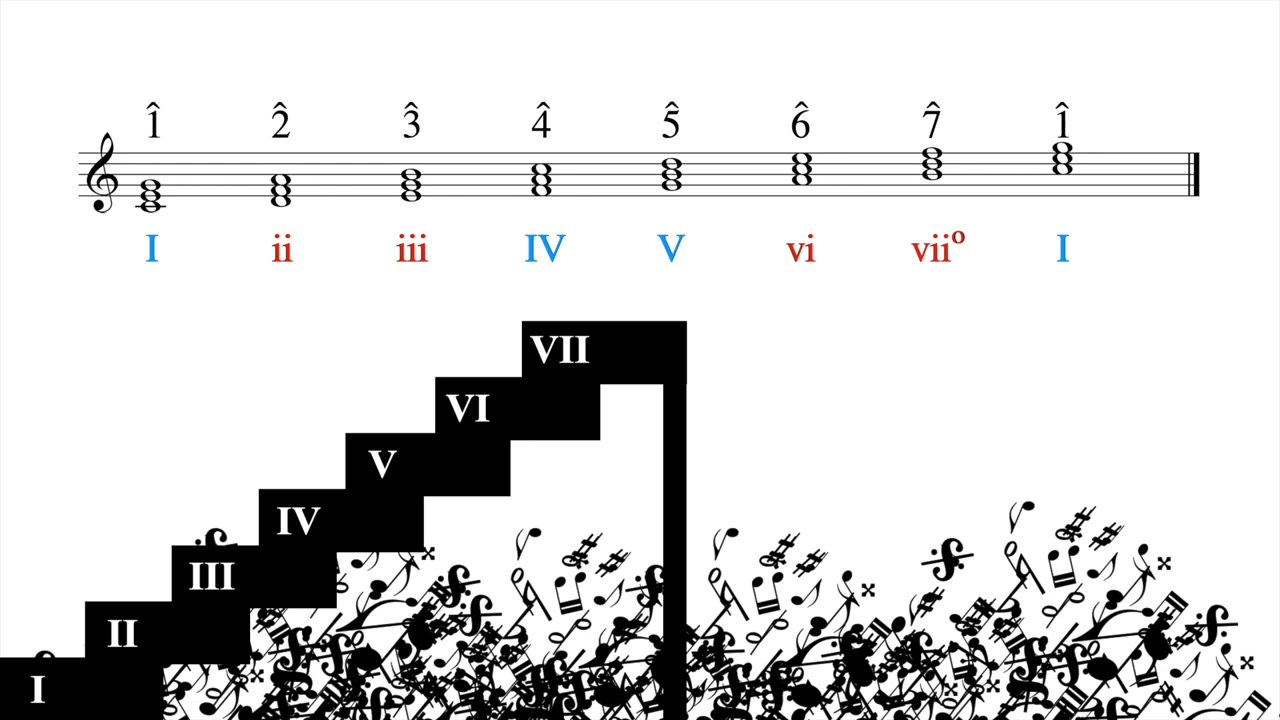 1̂ 2̂ 3̂ 4̂ 5̂ 6̂ 7̂ 1̂
I ii iii IV V vi viiº I
VII
VI
V
IV
III
II
I